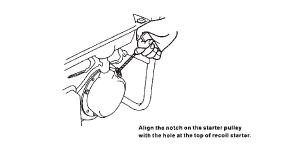 Align the notch on the starter pulley
with the hole at the top of recoil starter.